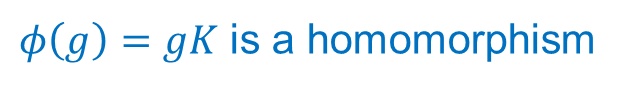 𝜙(𝑔) = 𝑔𝐾 is a homomorphism